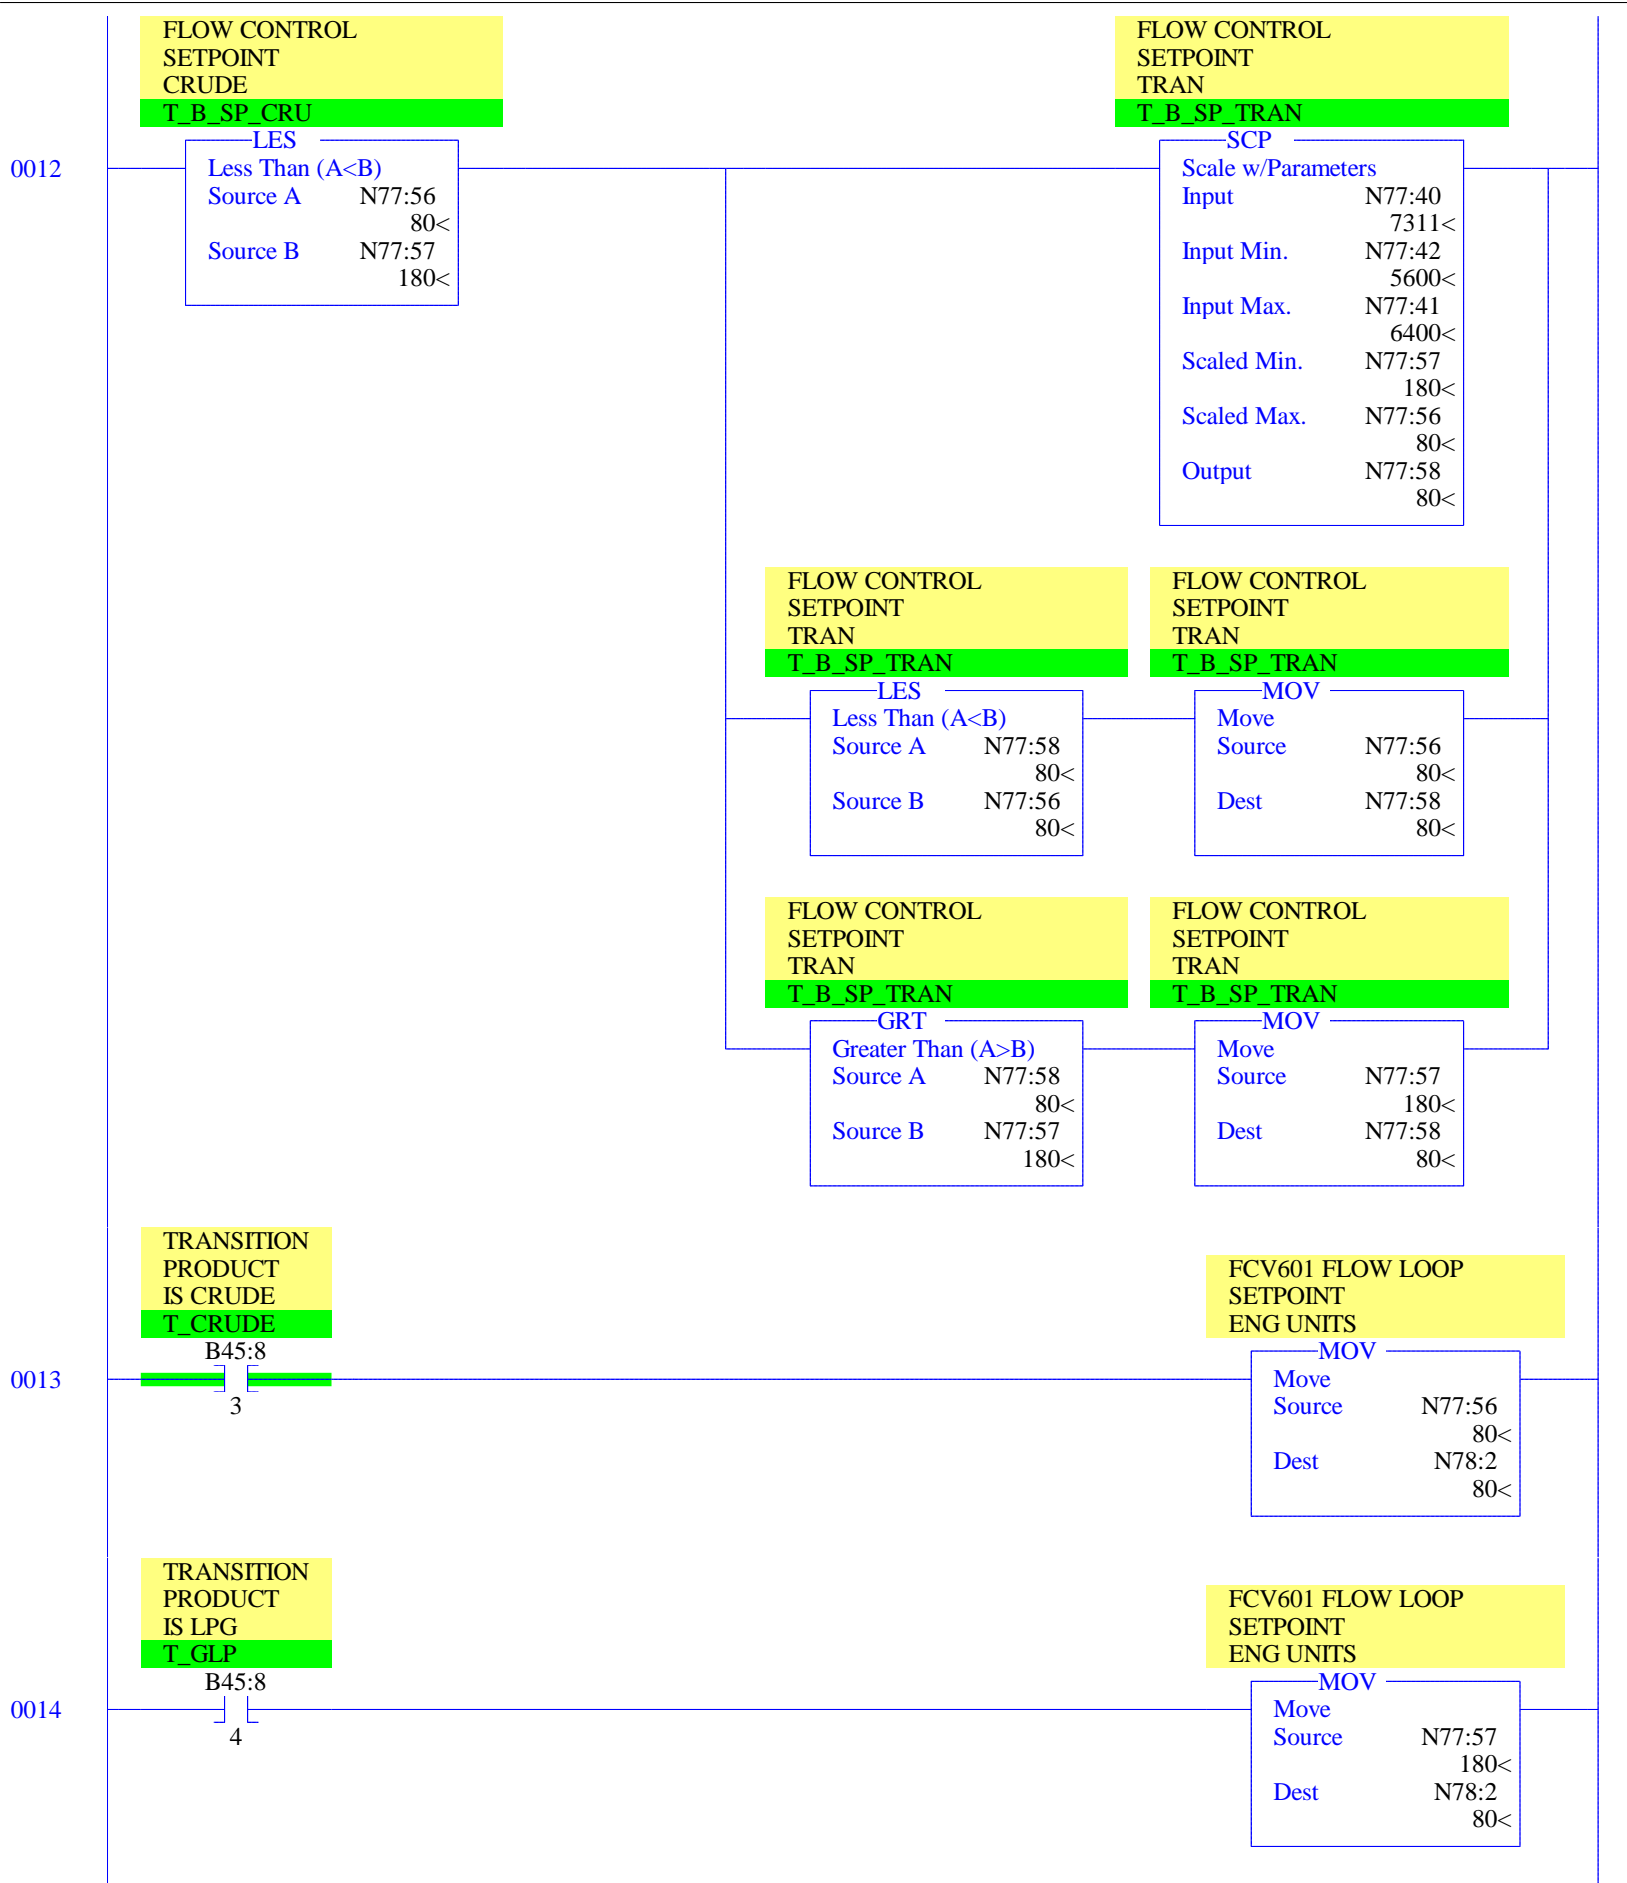 FLOW CONTROL
SETPOINT
CRUDE
T_B_SP_CRU
FLOW CONTROL
SETPOINT
TRAN
T_B_SP_TRAN
0012
LES
Less Than (A<B)
Source A N77:56
80<
Source B N77:57
180<
SCP
Scale w/Parameters
Input N77:40
7311<
Input Min. N77:42
5600<
Input Max. N77:41
6400<
Scaled Min. N77:57
180<
Scaled Max. N77:56
80<
Output N77:58
80<
FLOW CONTROL
SETPOINT
TRAN
T_B_SP_TRAN
LES
Less Than (A<B)
Source A N77:58
80<
Source B N77:56
80<
FLOW CONTROL
SETPOINT
TRAN
T_B_SP_TRAN
MOV
Move
Source N77:56
80<
Dest N77:58
80<
FLOW CONTROL
SETPOINT
TRAN
T_B_SP_TRAN
GRT
Greater Than (A>B)
Source A N77:58
80<
Source B N77:57
180<
FLOW CONTROL
SETPOINT
TRAN
T_B_SP_TRAN
MOV
Move
Source N77:57
180<
Dest N77:58
80<
TRANSITION
PRODUCT
IS CRUDE
T_CRUDE
B45:8
0013
3
FCV601 FLOW LOOP
SETPOINT
ENG UNITS
MOV
Move
Source N77:56
80<
Dest N78:2
80<
TRANSITION
PRODUCT
IS LPG
T_GLP
B45:8
0014
4
FCV601 FLOW LOOP
SETPOINT
ENG UNITS
MOV
Move
Source N77:57
180<
Dest N78:2
80<